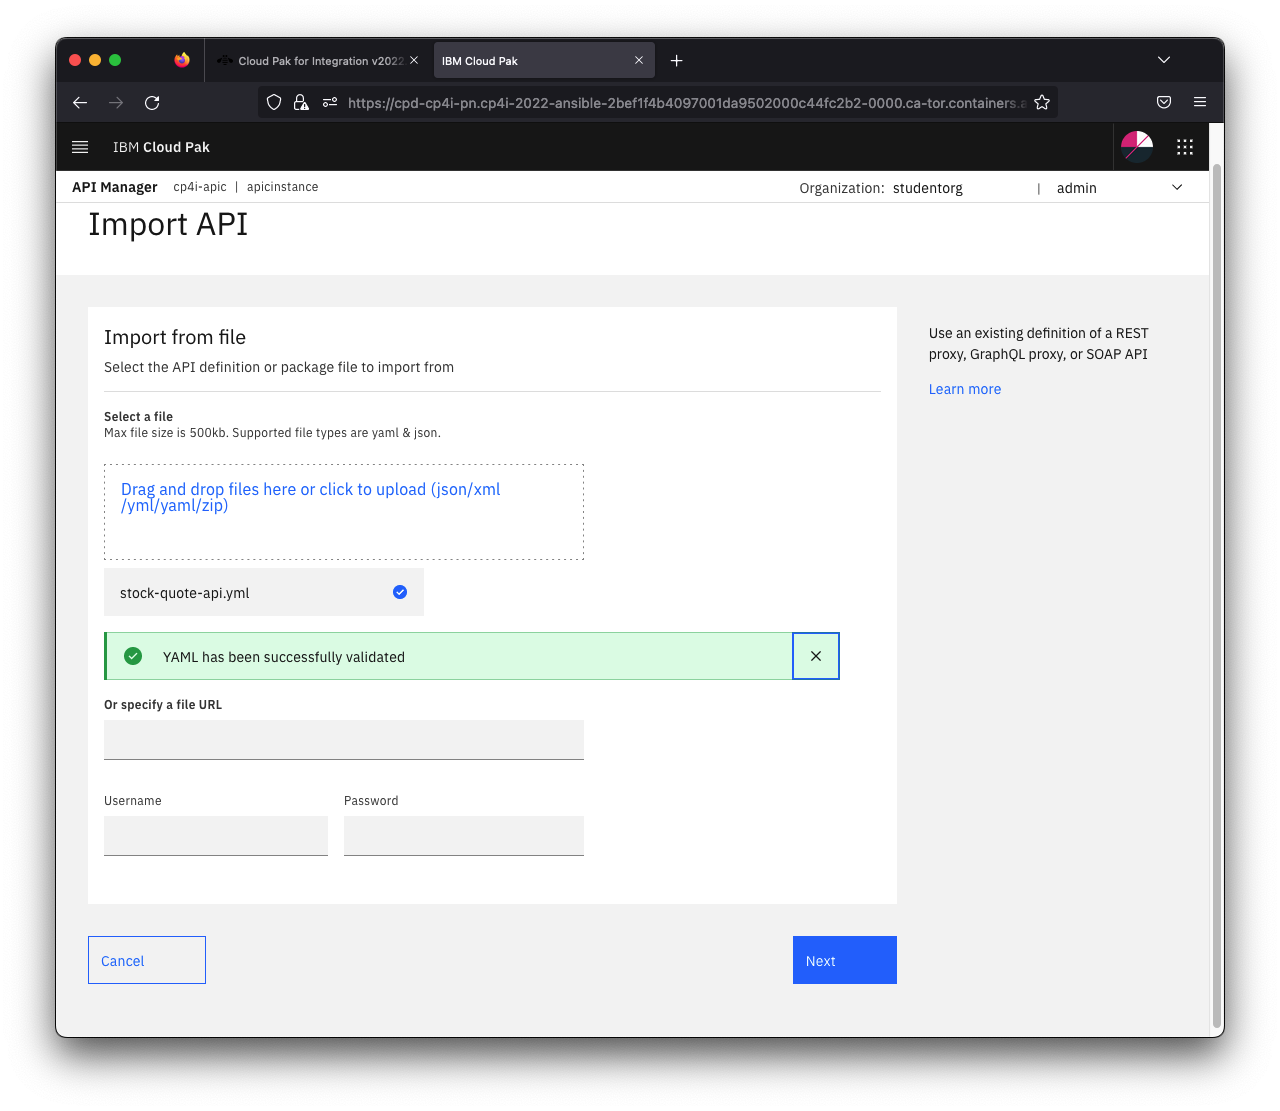 Cloud Pak for Integration v2022
IBM Cloud Pak
https://cpd-cp4i-pn.cp4i-2022-ansible-2bef1f4b4097001da9502000c44fc2b2-0000.ca-tor.containers.a
IBM Cloud Pak
API Manager cp4i-apic | apicinstance Organization: studentorg | admin
Import API
Import from file
Select the API definition or package file to import from
Select a file
Max file size is 500kb. Supported file types are yaml & json.
Drag and drop files here or click to upload (json/xml
/yml/yaml/zip)
stock-quote-api.yml
YAML has been successfully validated
Or specify a file URL
Username Password
Cancel
Next
Use an existing definition of a REST
proxy, GraphQL proxy, or SOAP API
Learn more